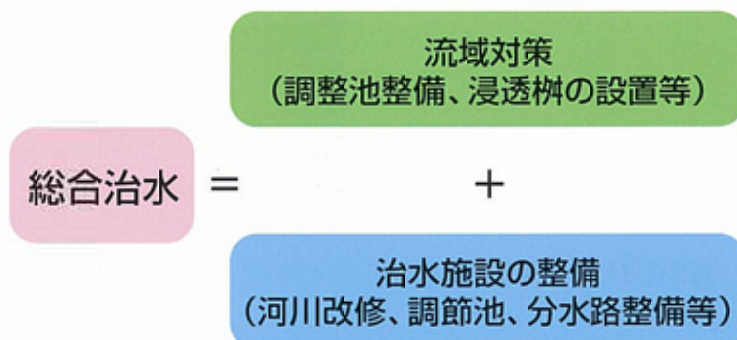 流域対策
（調整池整備、浸透桝の設置等）
総合治水
＝
＋
治水施設の整備
（河川改修、調節池、分水路整備等）